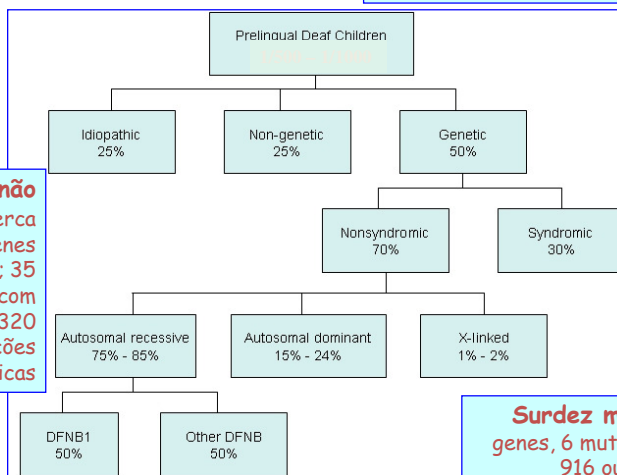 Prelingual Deaf Children
Idiopathic
25%
Non-genetic
25%
Genetic
50%
não
erca
enes
; 35
com
320
ções
icas
Nonsyndromic
70%
Syndromic
30%
Autosomal recessive
75% - 85%
Autosomal dominant
15% - 24%
X-linked
1% - 2%
DFNB1
50%
Other DFNB
50%
Surdez m
genes, 6 mut
916 ou